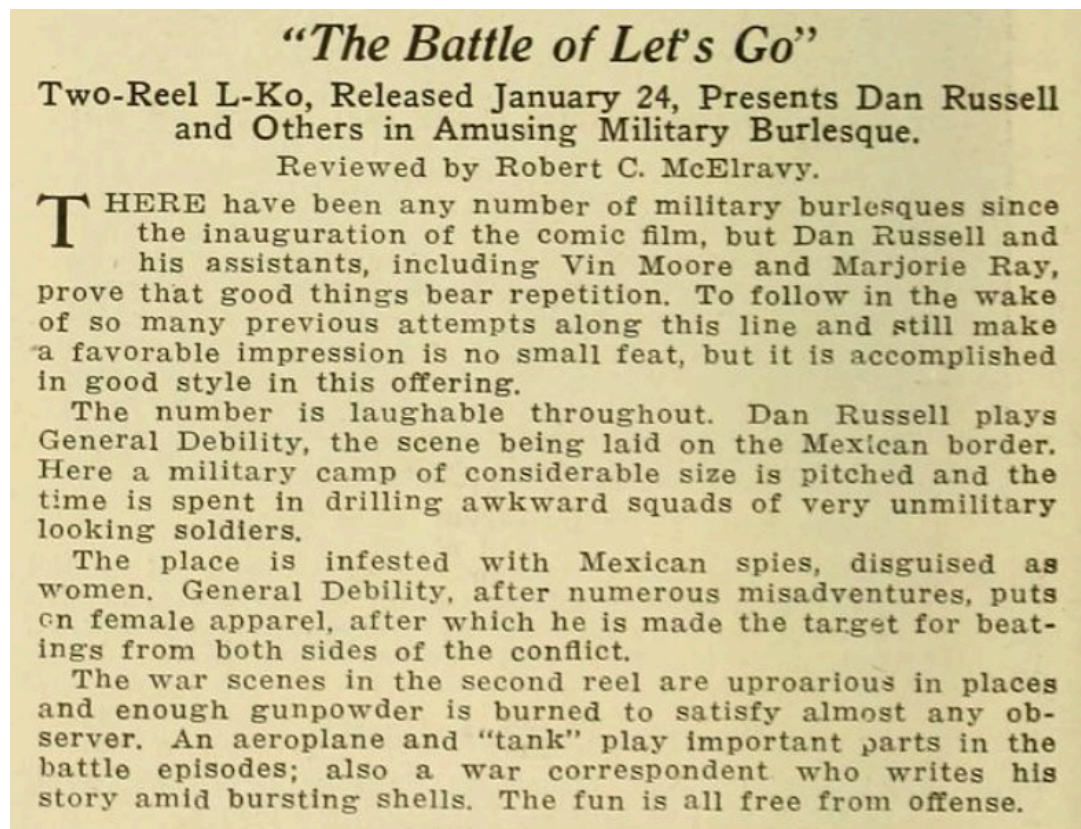 “The Battle of Let's Go”
Two-Reel L-Ko, Released January 24, Presents Dan Russell
and Others in Amusing Military Burlesque.
Reviewed by Robert C. McElravy.
THERE have been any number of military burlesques since
the inauguration of the comic film, but Dan Russell and
his assistants, including Vin Moore and Marjorie Ray,
prove that good things bear repetition. To follow in the wake
of so many previous attempts along this line and still make
a favorable impression is no small feat, but it is accomplished
in good style in this offering.
The number is laughable throughout. Dan Russell plays
General Debility, the scene being laid on the Mexican border.
Here a military camp of considerable size is pitched and the
time is spent in drilling awkward squads of very unmilitary
looking soldiers.
The place is infested with Mexican spies, disguised as
women. General Debility, after numerous misadventures, puts
on female apparel, after which he is made the target for beat-
ings from both sides of the conflict.
The war scenes in the second reel are uproarious in places
and enough gunpowder is burned to satisfy almost any ob-
server. An aeroplane and “tank” play important parts in the
battle episodes; also a war correspondent who writes his
story amid bursting shells. The fun is all free from offense.